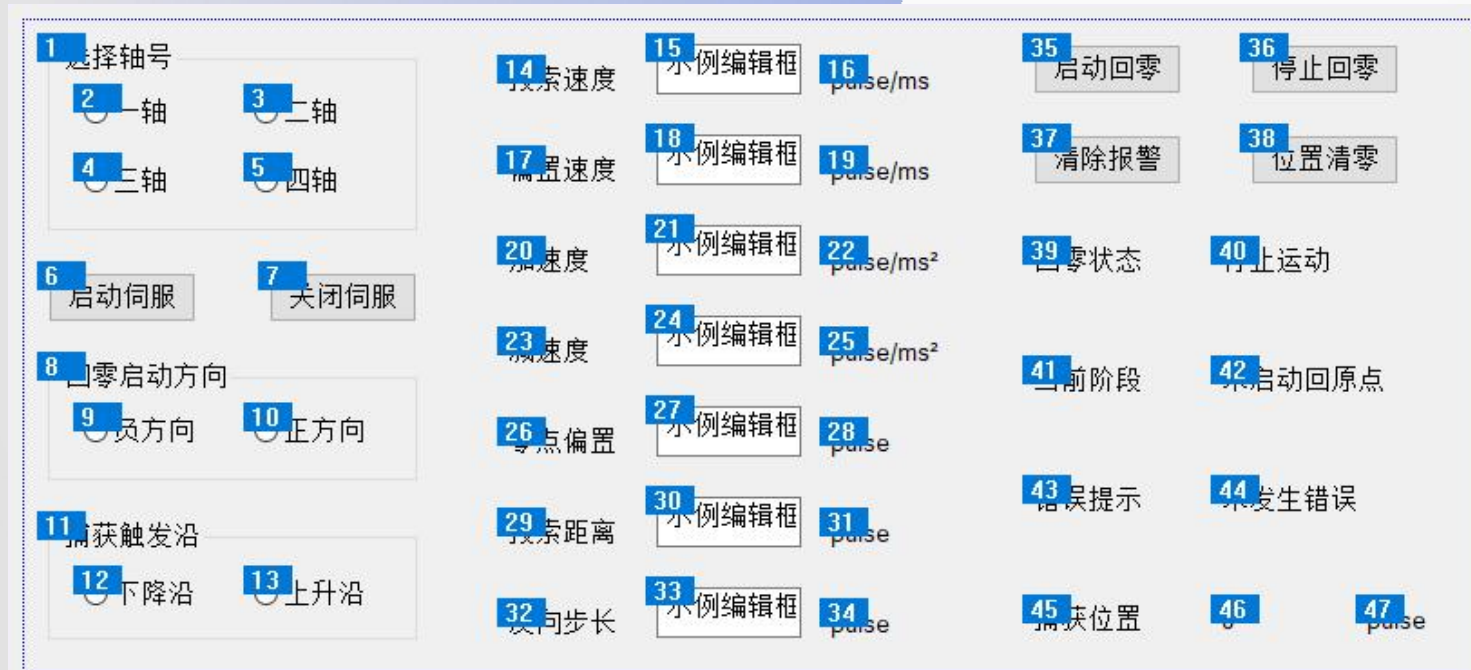 1 选择轴号
2 一轴
3 二轴
4 三轴
5 四轴
6 启动伺服
7 关闭伺服
8 回零启动方向
9 负方向
10 正方向
11 捕获触发沿
12 下降沿
13 上升沿
14 搜索速度
15 示例编辑框
16 pulse/ms
17 偏置速度
18 示例编辑框
19 pulse/ms
20 加速度
21 示例编辑框
22 pulse/ms²
23 减速度
24 示例编辑框
25 pulse/ms²
26 零点偏置
27 示例编辑框
28 pulse
29 搜索距离
30 示例编辑框
31 pulse
32 反向步长
33 示例编辑框
34 pulse
35 启动回零
36 停止回零
37 清除报警
38 位置清零
39 回零状态
40 停止运动
41 当前阶段
42 未启动回原点
43 错误提示
44 未发生错误
45 捕获位置
46
47 pulse